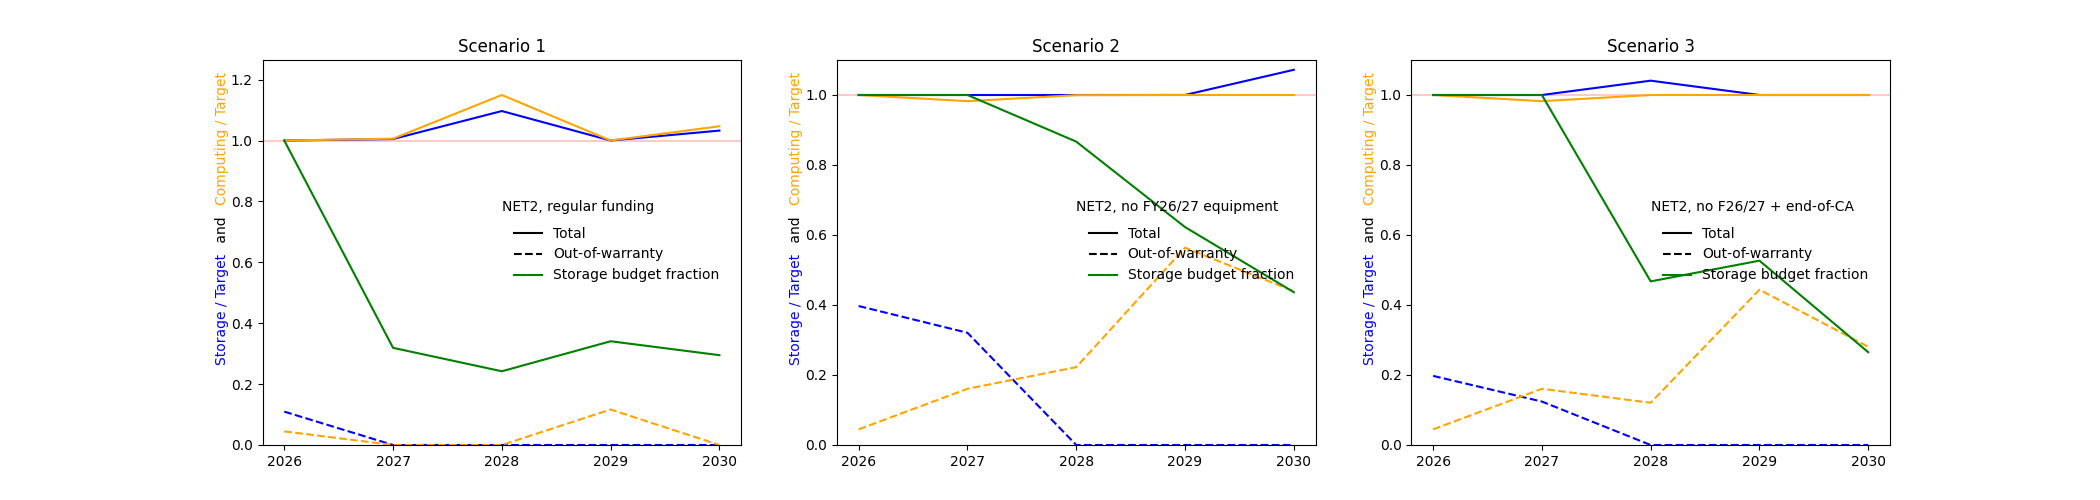 Scenario 1
Storage / Target and Computing / Target
1.2
1.0
0.8
0.6
0.4
0.2
0.0
NET2, regular funding
Total
Out-of-warranty
Storage budget fraction
2026 2027 2028 2029 2030
Scenario 2
Storage / Target and Computing / Target
1.0
0.8
0.6
0.4
0.2
0.0
NET2, no FY26/27 equipment
Total
Out-of-warranty
Storage budget fraction
2026 2027 2028 2029 2030
Scenario 3
Storage / Target and Computing / Target
1.0
0.8
0.6
0.4
0.2
0.0
NET2, no F26/27 + end-of-CA
Total
Out-of-warranty
Storage budget fraction
2026 2027 2028 2029 2030